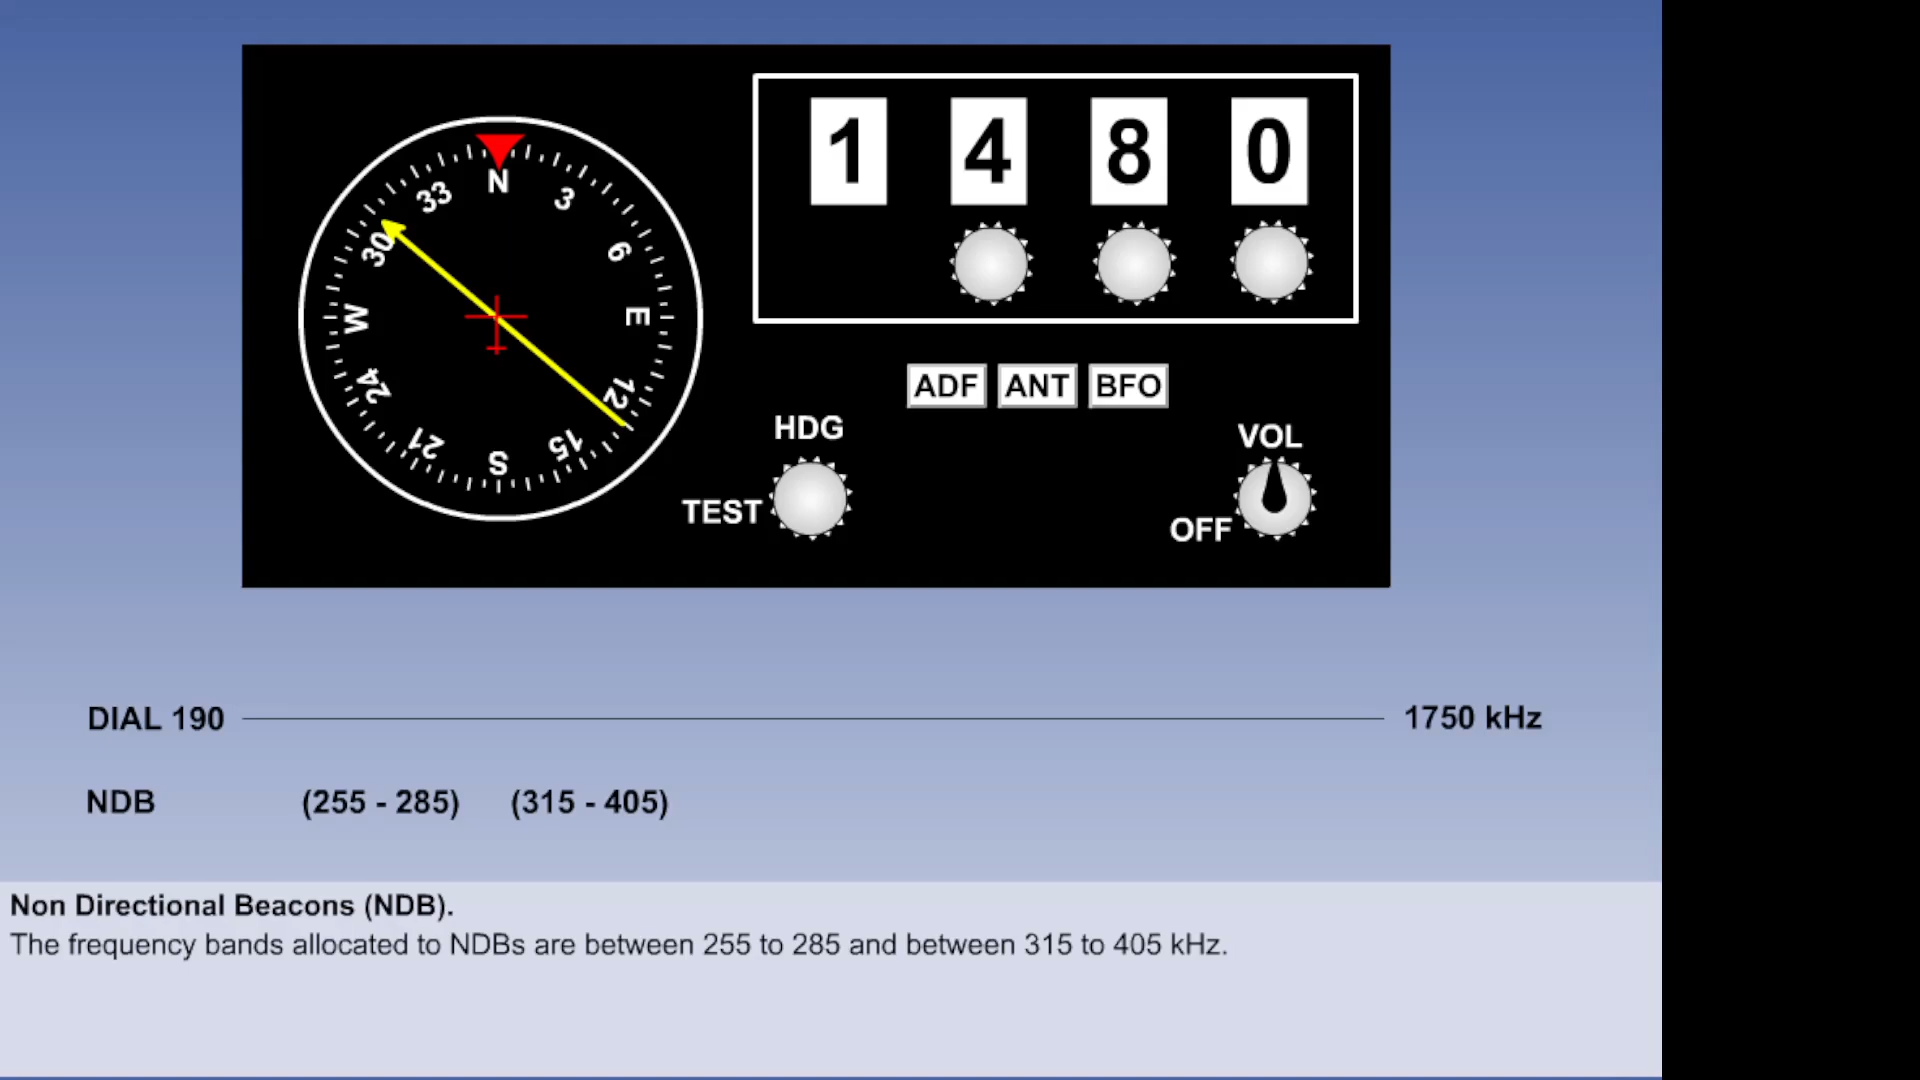 1 4 8 0
N
33 3
30 6
W E
24 12
21 15
S
ADF ANT BFO
HDG
VOL
TEST
OFF
DIAL 190 1750 kHz
NDB (255 - 285) (315 - 405)
Non Directional Beacons (NDB).
The frequency bands allocated to NDBs are between 255 to 285 and between 315 to 405 kHz.